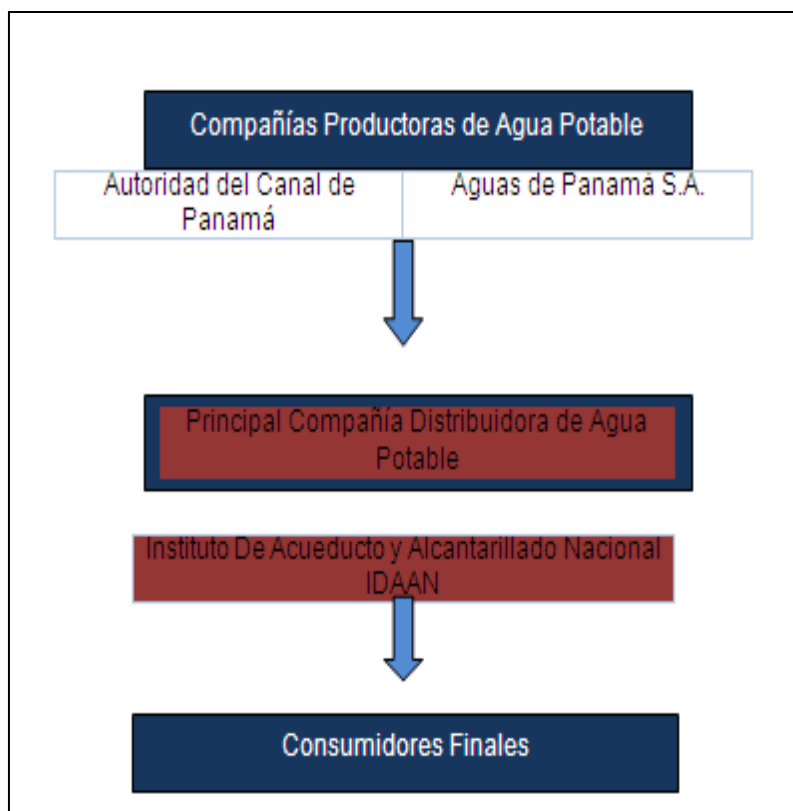 Compañías Productoras de Agua Potable
Autoridad del Canal de
Panamá
Aguas de Panamá S.A.
Principal Compañía Distribuidora de Agua
Potable
Instituto De Acueducto y Alcantarillado Nacional
IDAAN
Consumidores Finales